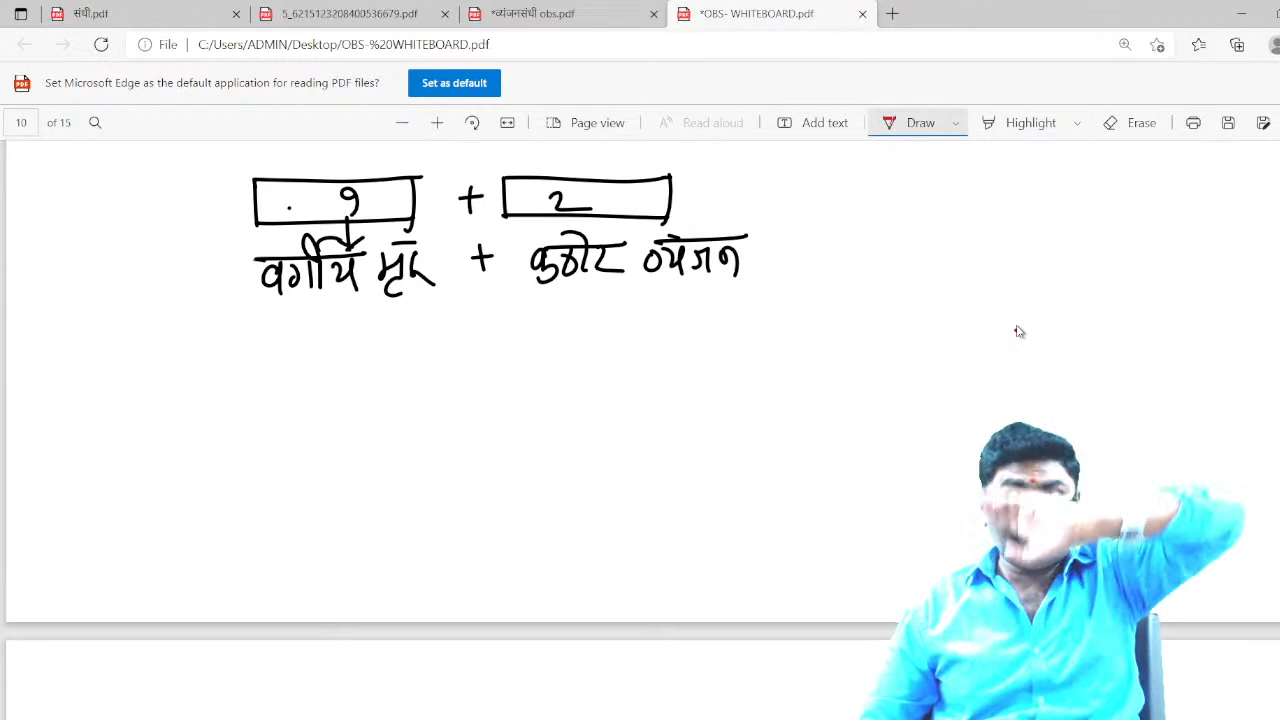 संधी.pdf 5_6215123208400536679.pdf *व्यंजनसंधी obs.pdf *OBS- WHITEBOARD.pdf
File C:/Users/ADMIN/Desktop/OBS-%20WHITEBOARD.pdf
Set Microsoft Edge as the default application for reading PDF files? Set as default
10 of 15 Page view Read aloud Add text Draw Highlight Erase
१ + 2
वर्गीय मृदू + कठोर व्यंजन